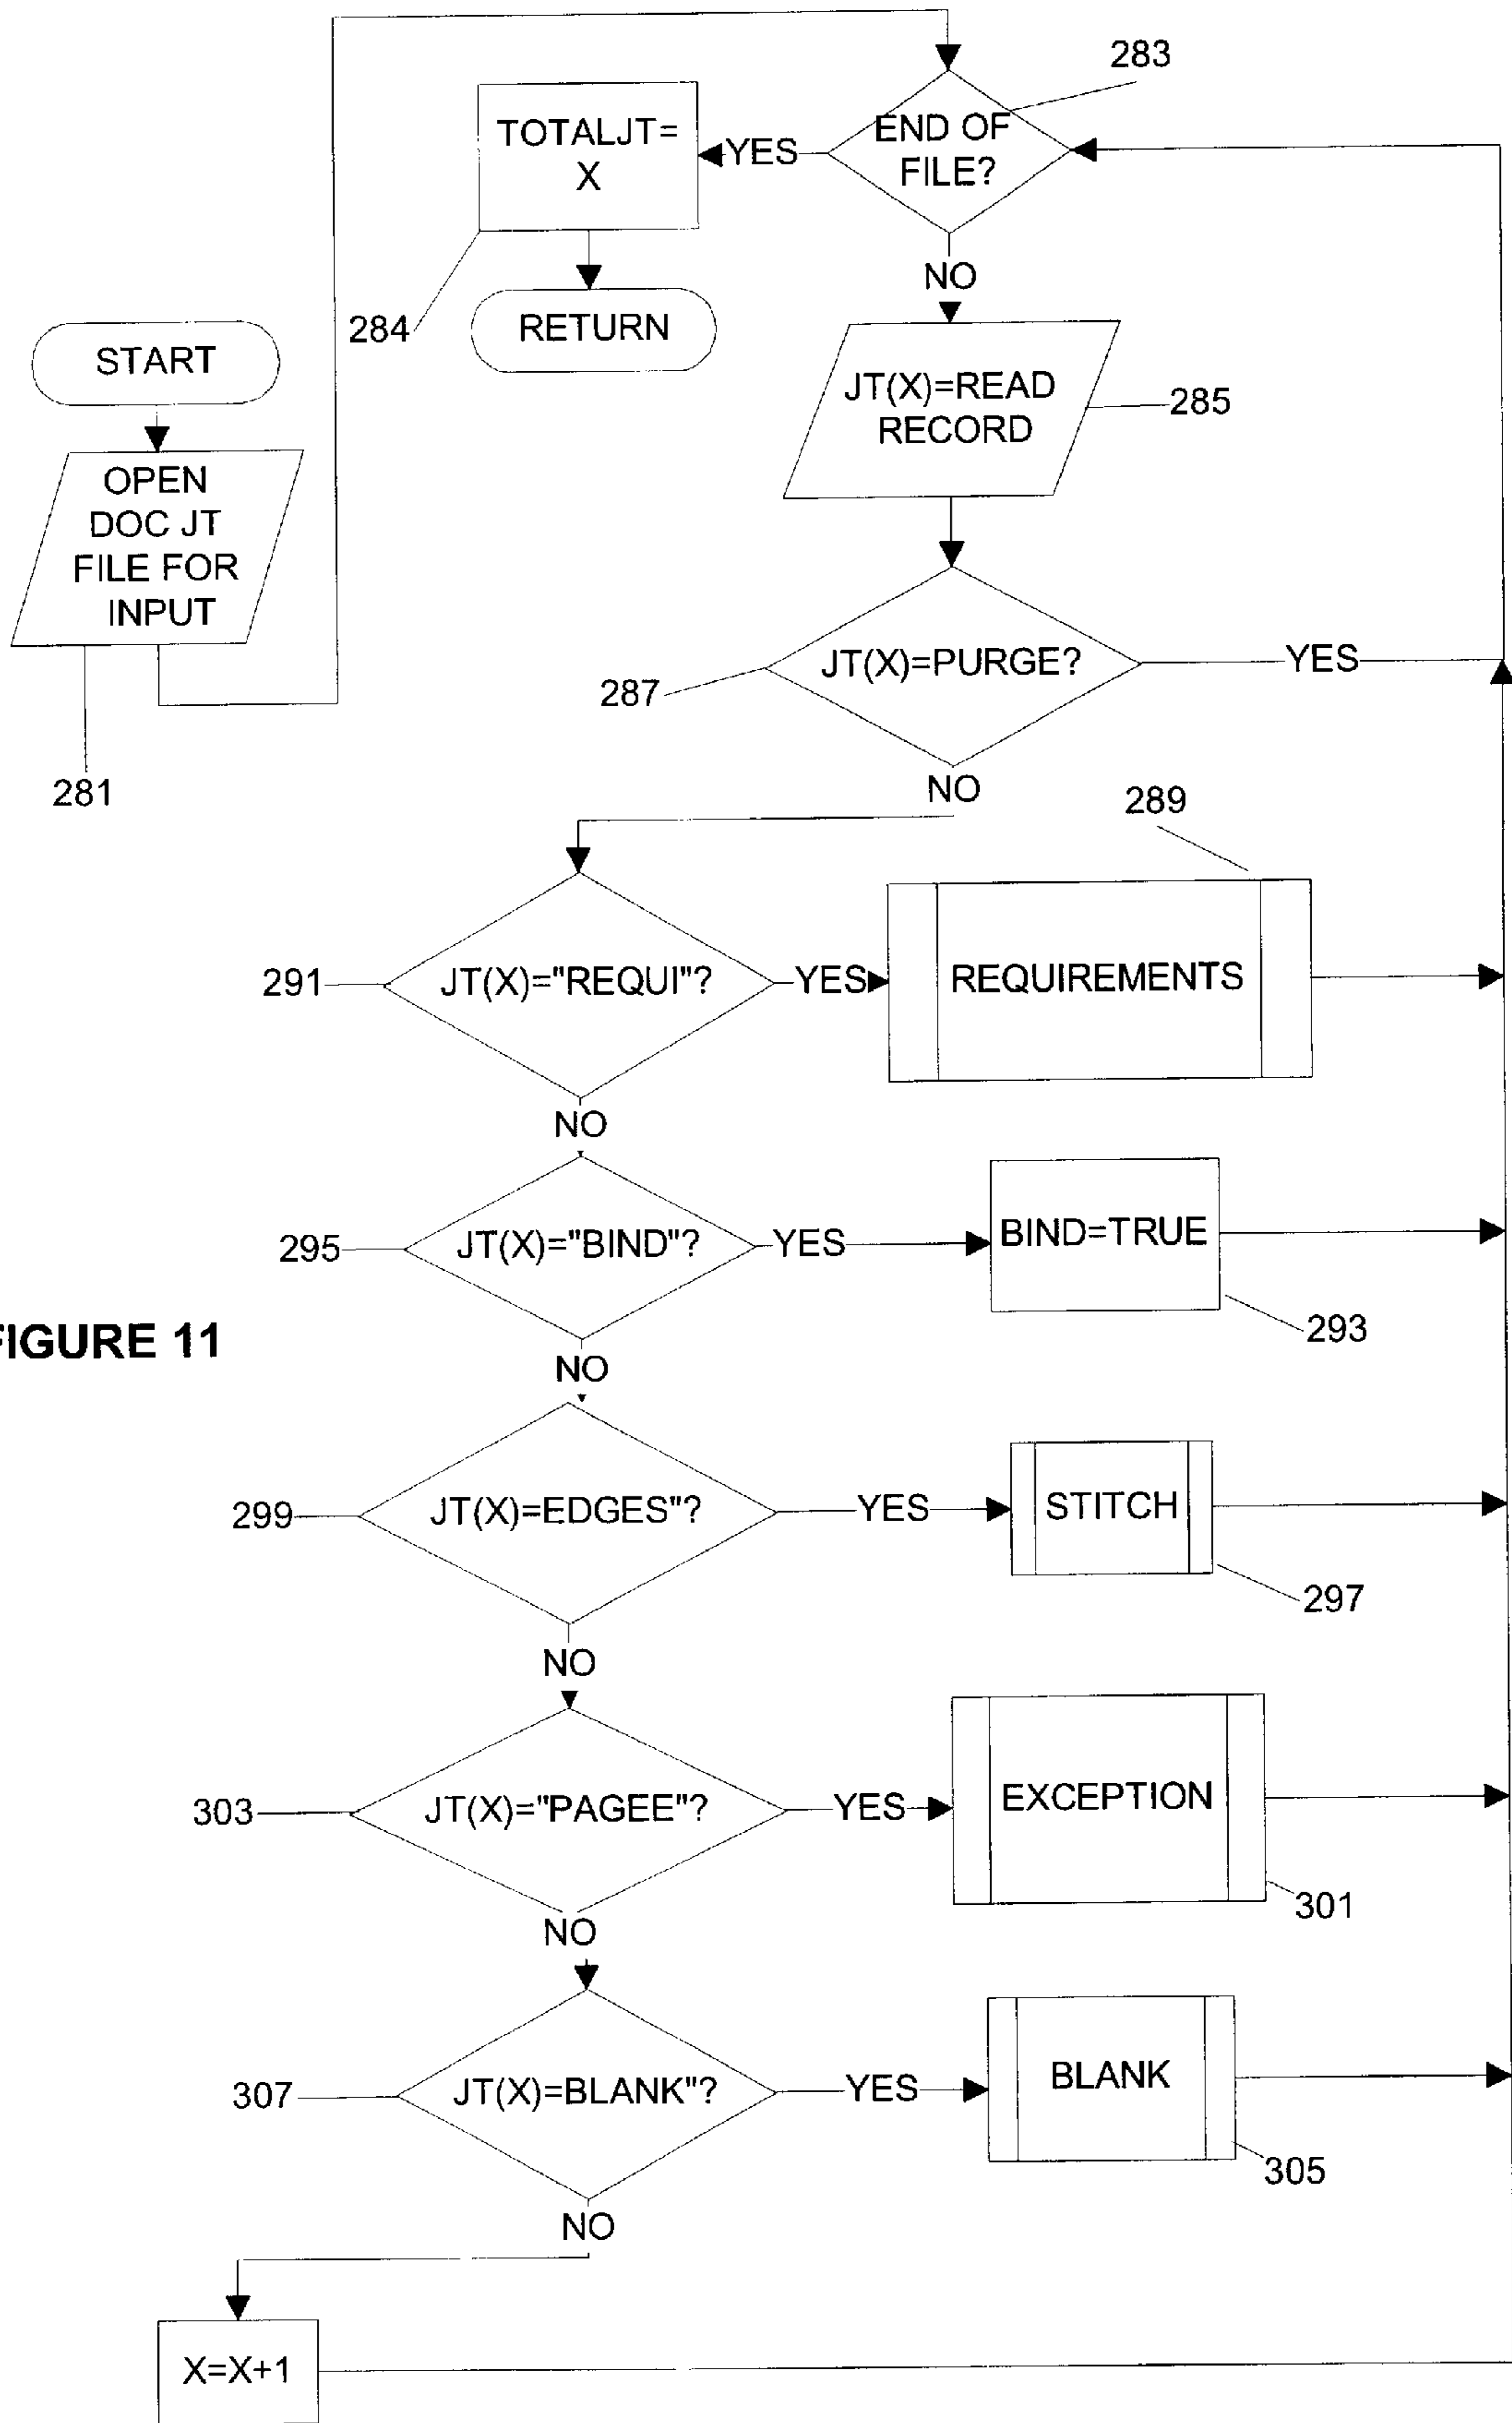 283
END OF
FILE?
YES
TOTALJT=
X
284
RETURN
NO
START
JT(X)=READ
RECORD
285
OPEN
DOC JT
FILE FOR
INPUT
281
JT(X)=PURGE?
YES
287
NO
289
291
JT(X)="REQUI"?
YES
REQUIREMENTS
NO
295
JT(X)="BIND"?
YES
BIND=TRUE
293
FIGURE 11
NO
299
JT(X)=EDGES"?
YES
STITCH
297
NO
303
JT(X)="PAGEE"?
YES
EXCEPTION
301
NO
307
JT(X)=BLANK"?
YES
BLANK
305
NO
X=X+1